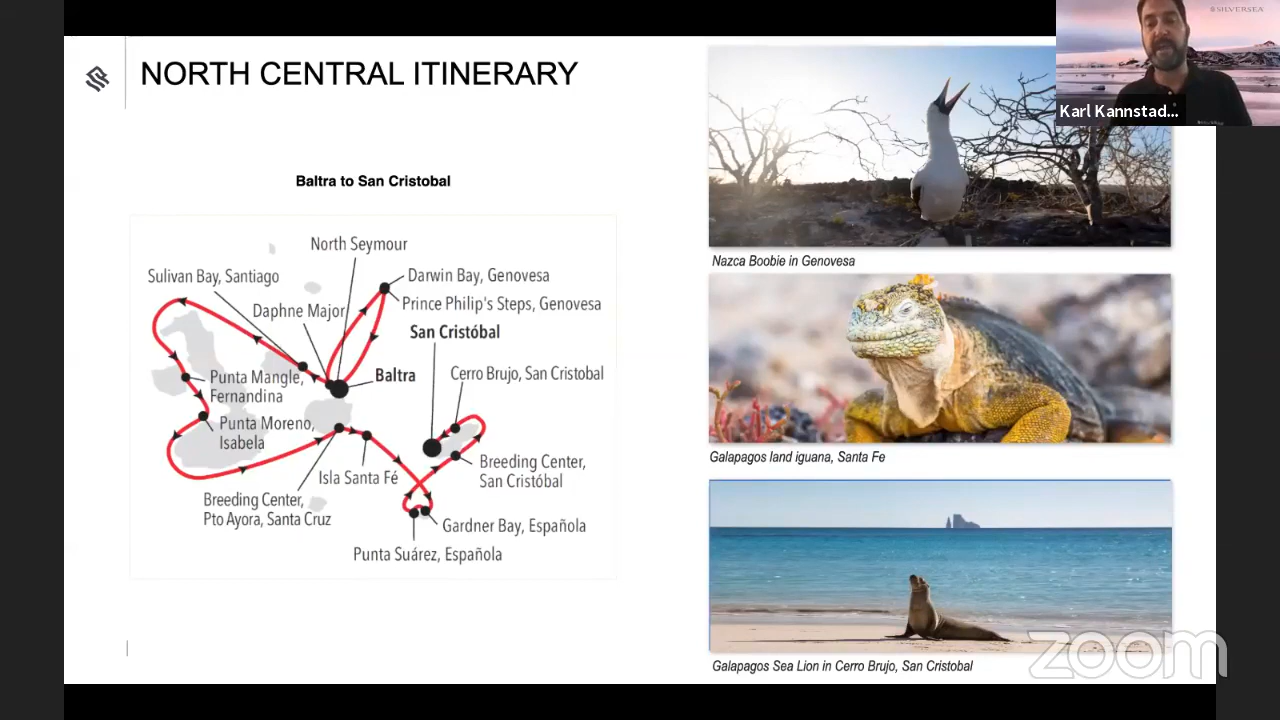 SILVERSEA
Karl Kannstad...
NORTH CENTRAL ITINERARY
Baltra to San Cristobal
North Seymour
Sulivan Bay, Santiago
Darwin Bay, Genovesa
Daphne Major
Prince Philip's Steps, Genovesa
San Cristóbal
Baltra
Cerro Brujo, San Cristobal
Punta Mangle,
Fernandina
Punta Moreno,
Isabela
Isla Santa Fé
Breeding Center,
San Cristóbal
Breeding Center,
Pto Ayora, Santa Cruz
Gardner Bay, Española
Punta Suárez, Española
Nazca Boobie in Genovesa
Galapagos land iguana, Santa Fe
Galapagos Sea Lion in Cerro Brujo, San Cristobal
zoom